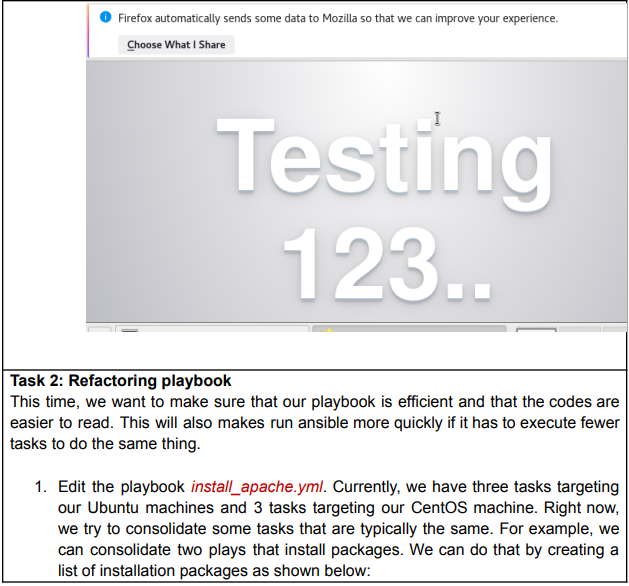 Firefox automatically sends some data to Mozilla so that we can improve your experience.
Choose What I Share
Testing
123..
Task 2: Refactoring playbook
This time, we want to make sure that our playbook is efficient and that the codes are
easier to read. This will also makes run ansible more quickly if it has to execute fewer
tasks to do the same thing.
1. Edit the playbook install_apache.yml. Currently, we have three tasks targeting
our Ubuntu machines and 3 tasks targeting our CentOS machine. Right now,
we try to consolidate some tasks that are typically the same. For example, we
can consolidate two plays that install packages. We can do that by creating a
list of installation packages as shown below: